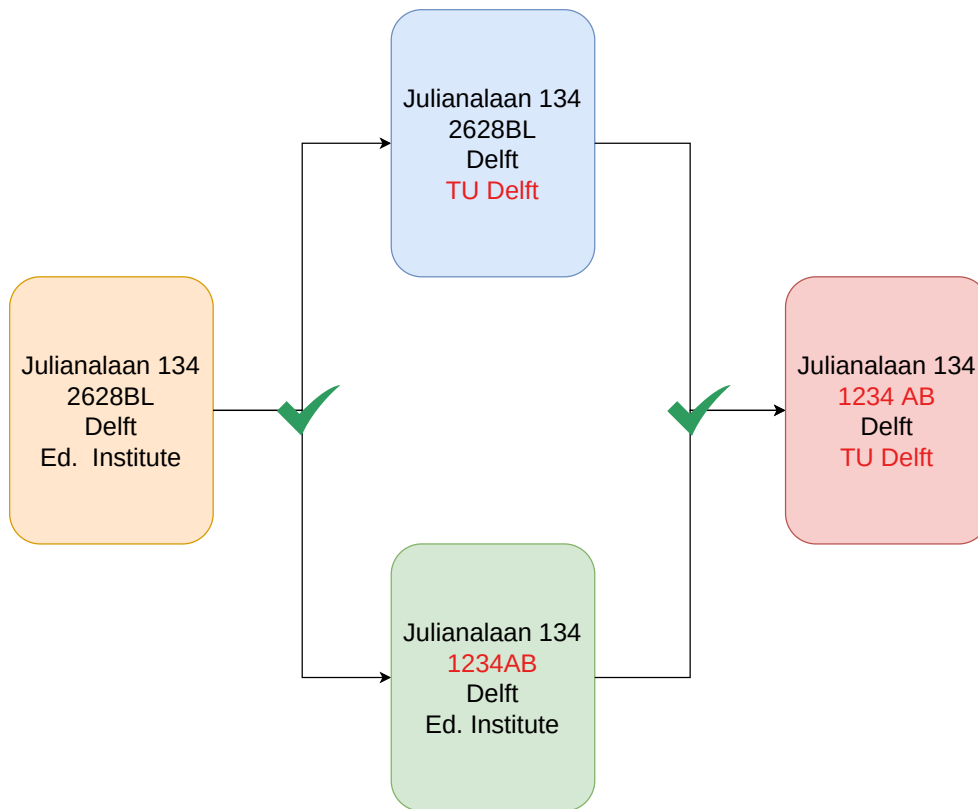 Julianalaan 134
2628BL
Delft
TU Delft
Julianalaan 134
2628BL
Delft
Ed. Institute
Julianalaan 134
1234 AB
Delft
TU Delft
Julianalaan 134
1234AB
Delft
Ed. Institute